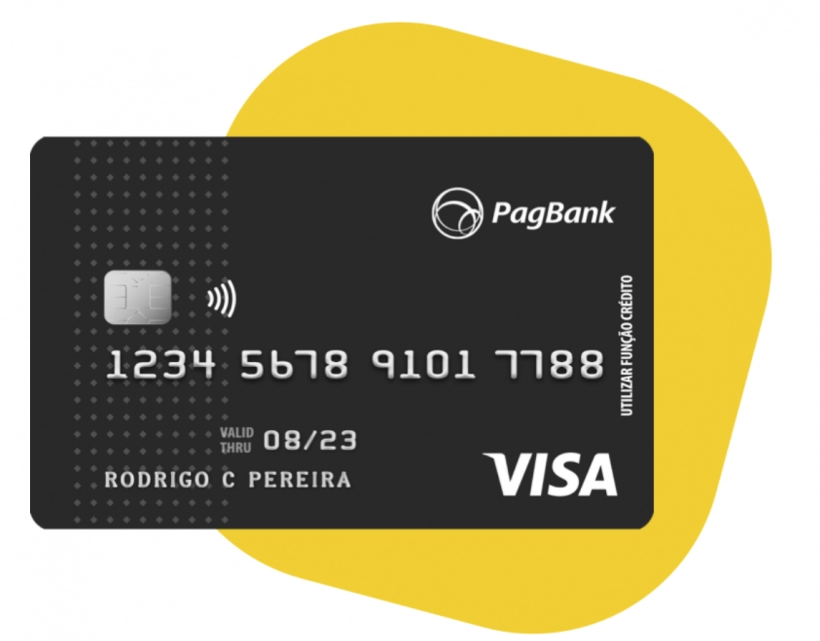 PagBank
UTILIZAR FUNÇÃO CRÉDITO
1234 5678 9101 7788
VALID
THRU 08/23
RODRIGO C PEREIRA
VISA